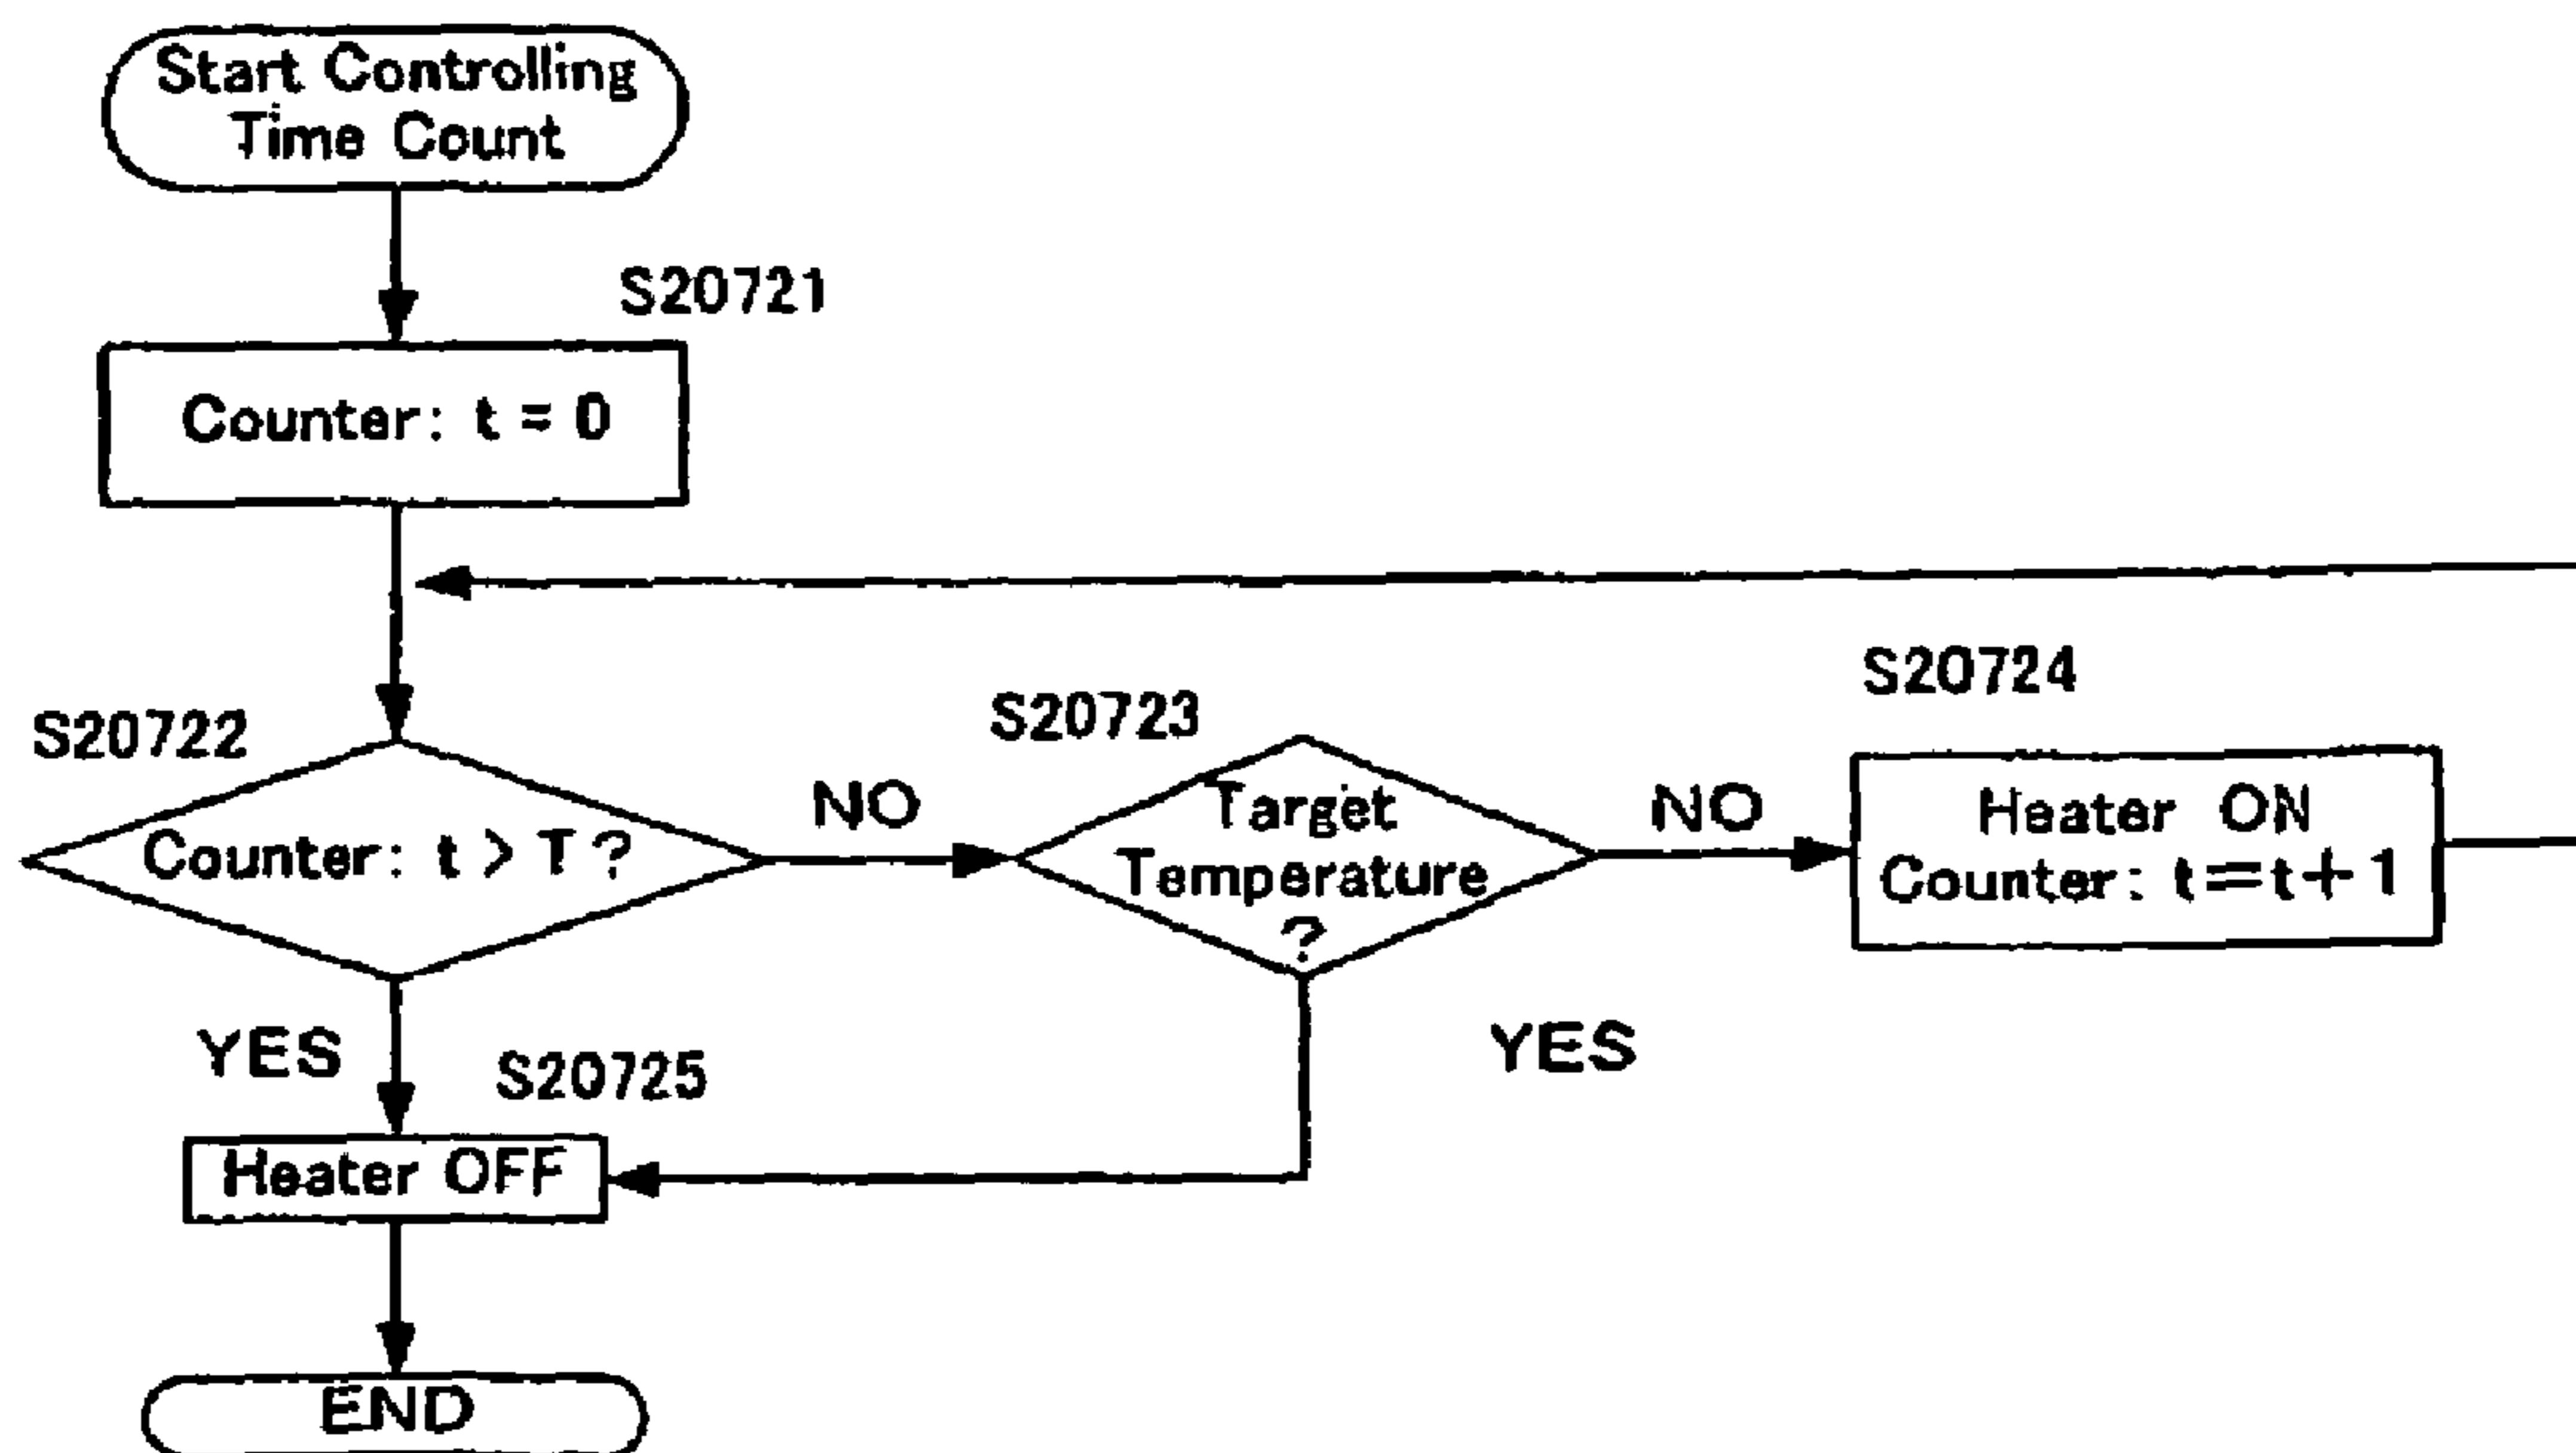 Start Controlling
Time Count
S20721
Counter: t = 0
S20722
Counter: t > T ?
NO
S20723
Target
Temperature
?
NO
S20724
Heater ON
Counter: t=t+1
YES
YES
S20725
Heater OFF
END